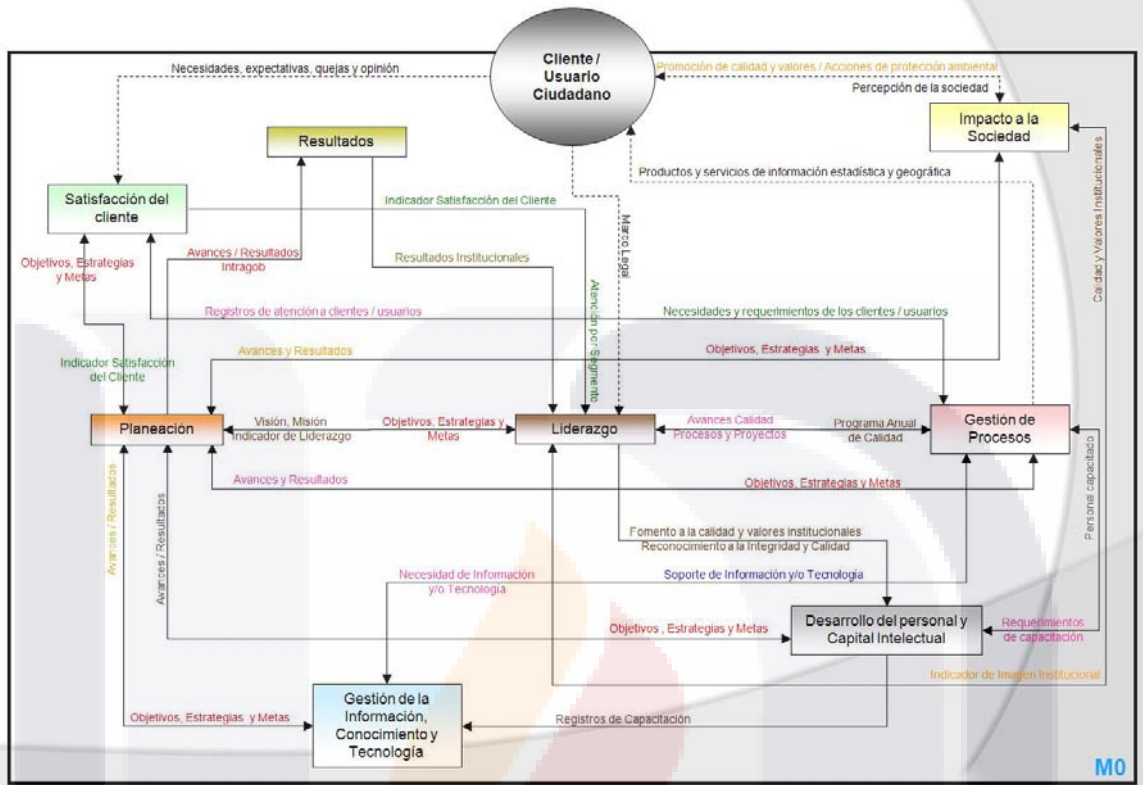 Cliente /
Usuario
Ciudadano
Necesidades, expectativas, quejas y opinión
Promoción de calidad y valores / Acciones de protección ambiental
Percepción de la sociedad
Impacto a la
Sociedad
Resultados
Productos y servicios de información estadística y geográfica
Satisfacción del
cliente
Indicador Satisfacción del Cliente
Marco Legal
Calidad y Valores Institucionales
Objetivos, Estrategias
y Metas
Avances / Resultados
Intragob
Resultados Institucionales
Atención por Segmento
Registros de atención a clientes / usuarios
Necesidades y requerimientos de los clientes / usuarios
Indicador Satisfacción
del Cliente
Avances y Resultados
Objetivos, Estrategias y Metas
Planeación
Visión, Misión
Indicador de Liderazgo
Objetivos, Estrategias y
Metas
Liderazgo
Avances Calidad
Procesos y Proyectos
Programa Anual
de Calidad
Gestión de
Procesos
Avances y Resultados
Objetivos, Estrategias y Metas
Avances / Resultados
Avances / Resultados
Personal capacitado
Fomento a la calidad y valores institucionales
Reconocimiento a la Integridad y Calidad
Necesidad de Información
y/o Tecnología
Soporte de Información y/o Tecnología
Objetivos , Estrategias y Metas
Desarrollo del personal y
Capital Intelectual
Requerimientos
de capacitación
Indicador de Imagen Institucional
Objetivos, Estrategias y Metas
Gestión de la
Información,
Conocimiento y
Tecnología
Registros de Capacitación
M0